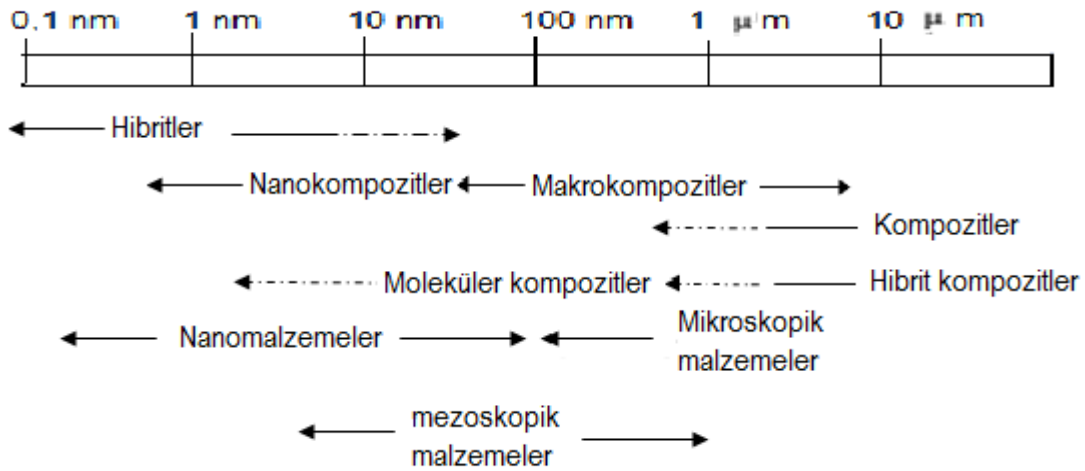 0.1 nm 1 nm 10 nm 100 nm 1 μm 10 μm
Hibritler
Nanokompozitler Makrokompozitler
Kompozitler
Moleküler kompozitler Hibrit kompozitler
Nanomalzemeler Mikroskopik
malzemeler
mezoskopik
malzemeler